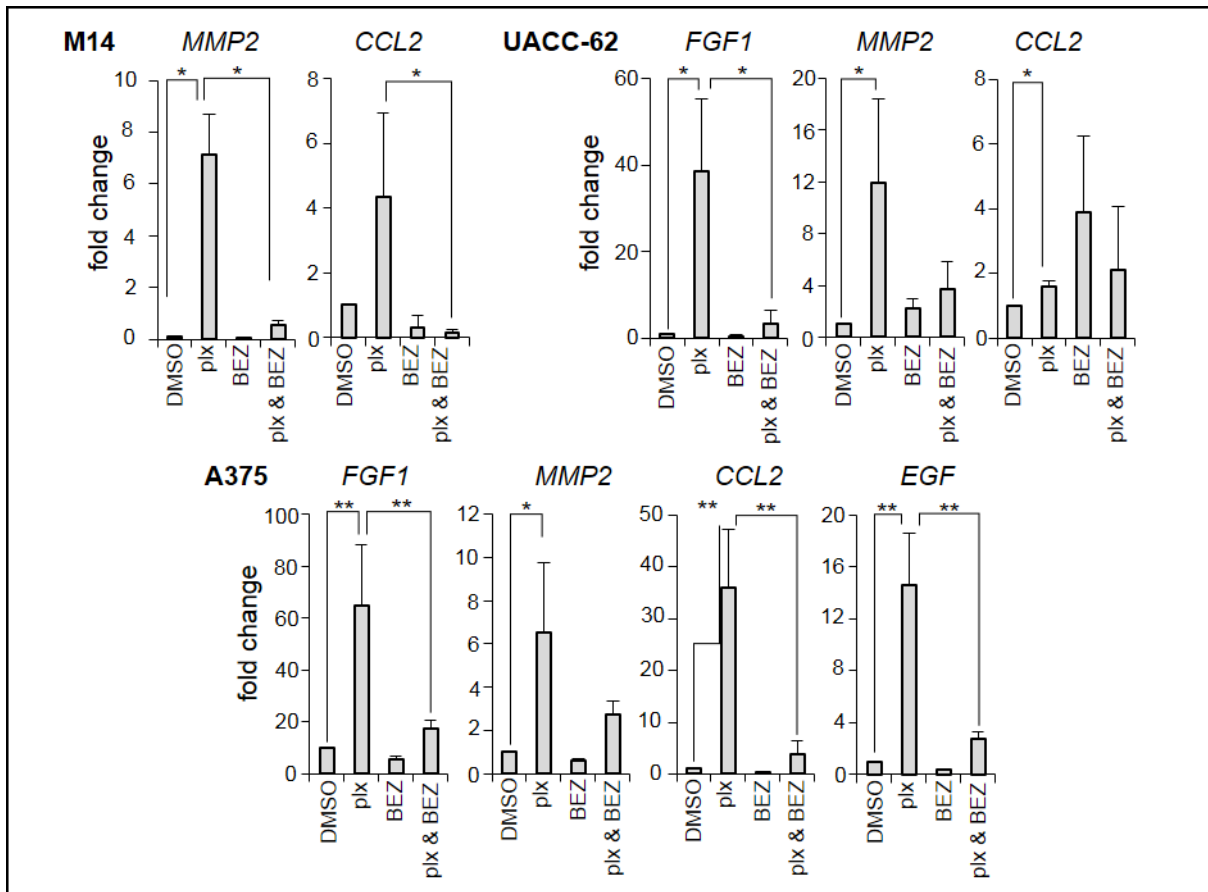 M14 MMP2 CCL2 UACC-62 FGF1 MMP2 CCL2
* * * * * * *
fold change
10
8
6
4
2
0
DMSO
plx
BEZ
plx & BEZ
8
6
4
2
0
DMSO
plx
BEZ
plx & BEZ
fold change
60
40
20
0
DMSO
plx
BEZ
plx & BEZ
20
16
12
8
4
0
DMSO
plx
BEZ
plx & BEZ
8
6
4
2
0
DMSO
plx
BEZ
plx & BEZ
A375 FGF1 MMP2 CCL2 EGF
** ** * ** ** ** **
fold change
100
80
60
40
20
0
DMSO
plx
BEZ
plx & BEZ
12
10
8
6
4
2
0
DMSO
plx
BEZ
plx & BEZ
50
40
30
20
10
0
DMSO
plx
BEZ
plx & BEZ
20
16
12
8
4
0
DMSO
plx
BEZ
plx & BEZ